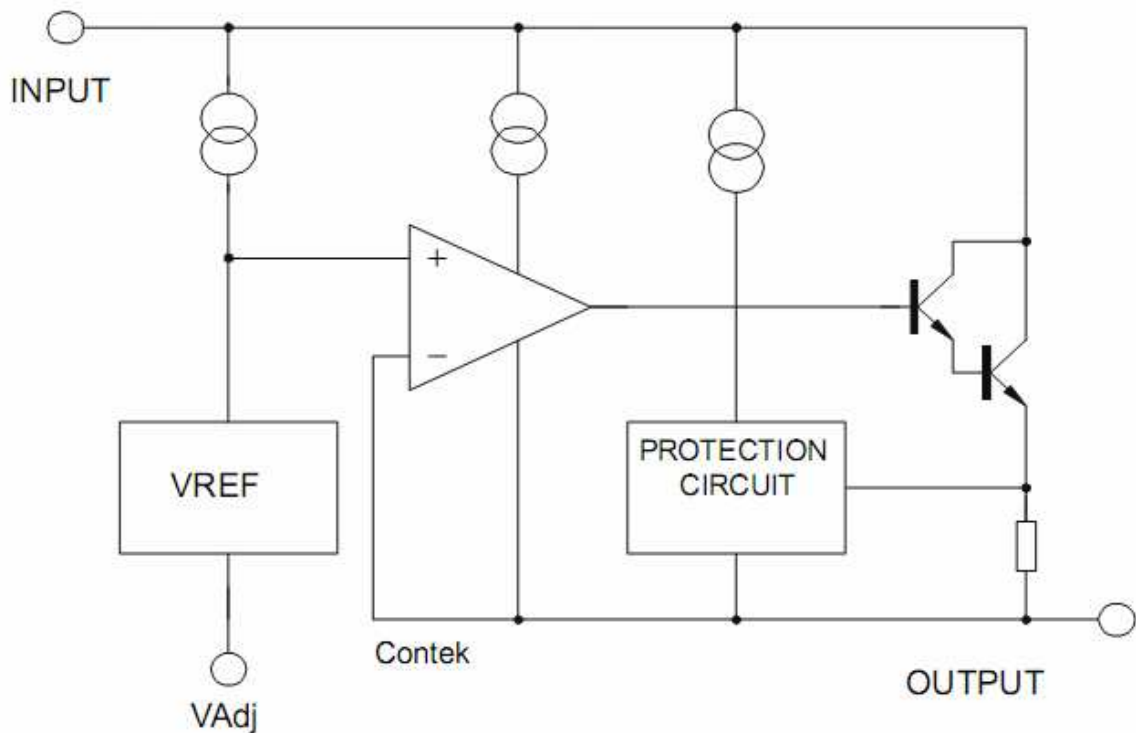 INPUT
+
−
VREF
PROTECTION
CIRCUIT
Contek
OUTPUT
VAdj